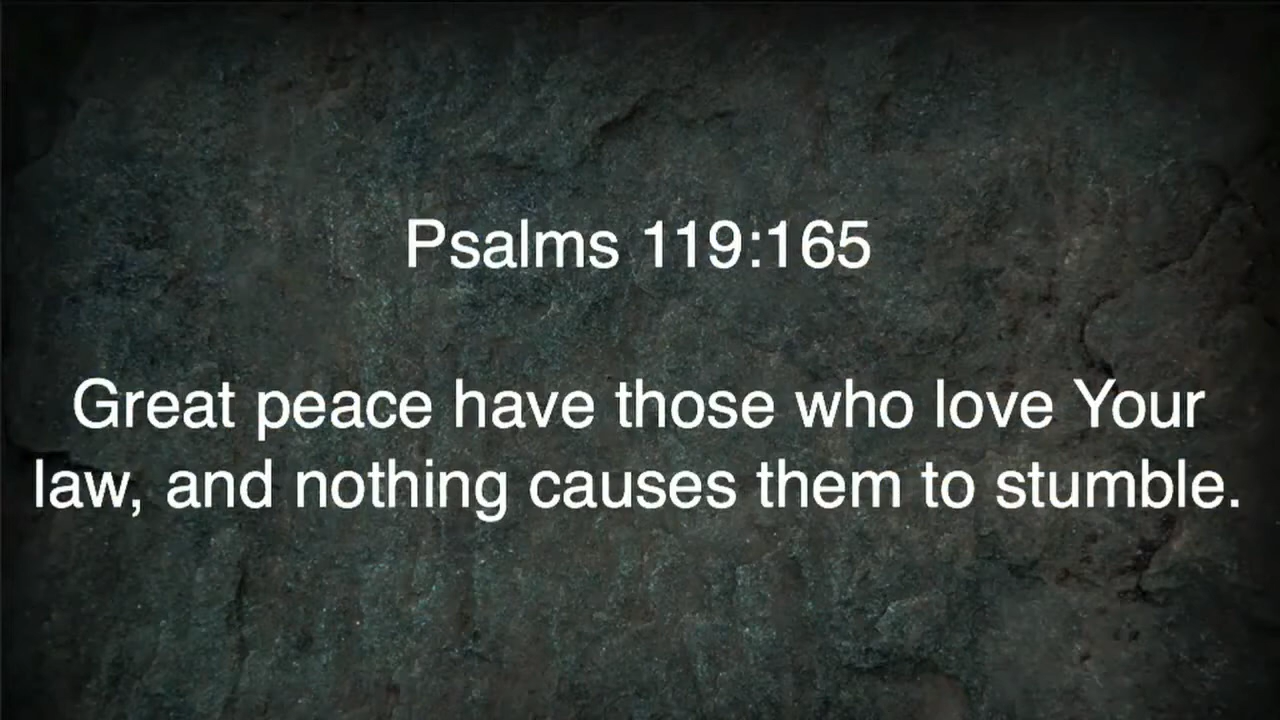 Psalms 119:165
Great peace have those who love Your
law, and nothing causes them to stumble.